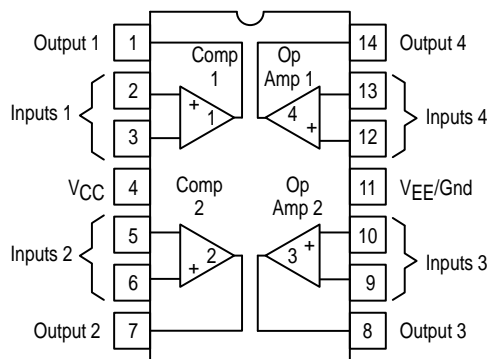 Output 1
1
Comp
1
Op
Amp 1
14
Output 4
Inputs 1
2
3
+
1
4
+
13
12
Inputs 4
VCC
4
Comp
2
Op
Amp 2
11
VEE/Gnd
Inputs 2
5
6
+
2
+
3
10
9
Inputs 3
Output 2
7
8
Output 3